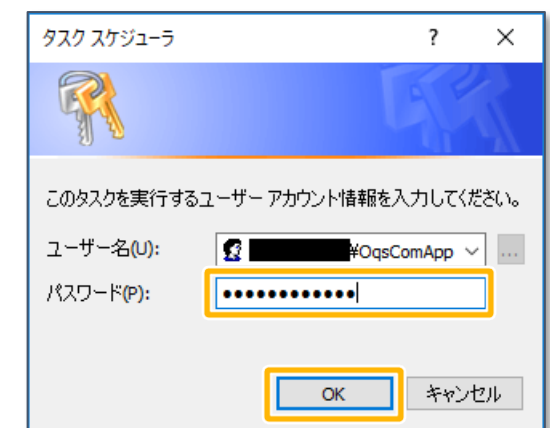 タスク スケジューラ
このタスクを実行するユーザー アカウント情報を入力してください。
ユーザー名(U): ¥OqsComApp ...
パスワード(P): ●●●●●●●●●●●●
OK キャンセル